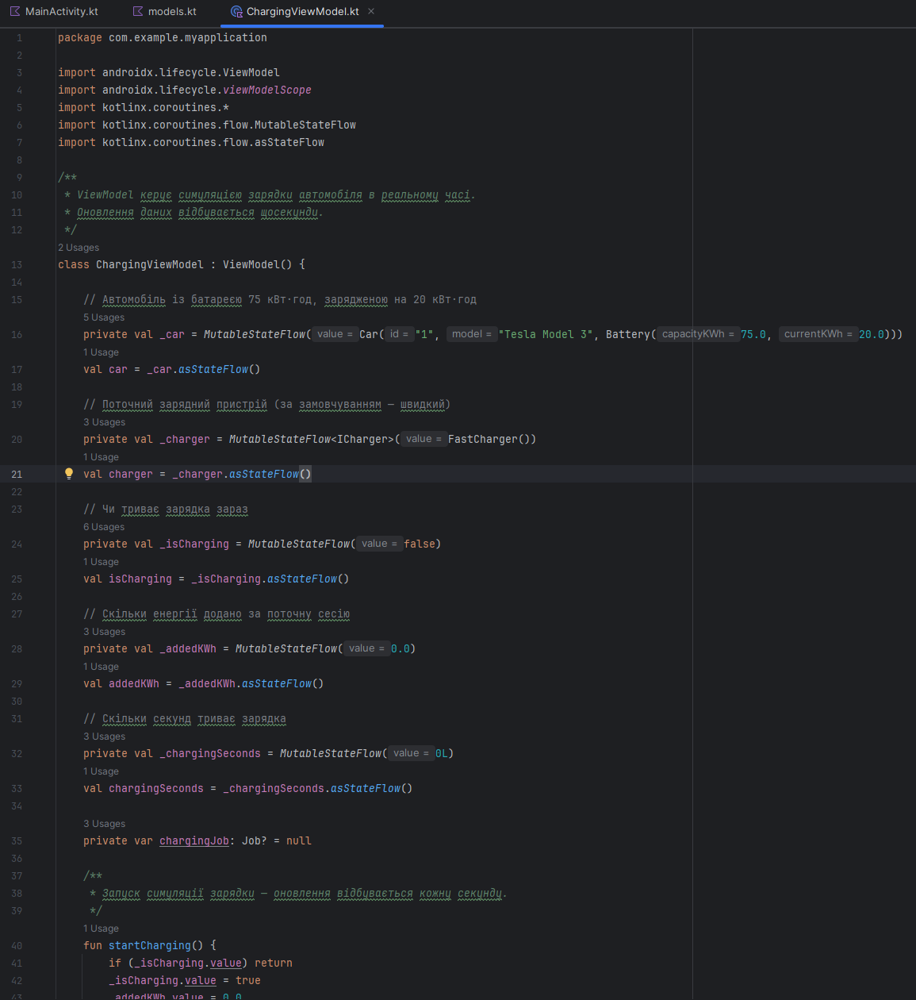 MainActivity.kt models.kt ChargingViewModel.kt ×
1 package com.example.myapplication
2
3 import androidx.lifecycle.ViewModel
4 import androidx.lifecycle.viewModelScope
5 import kotlinx.coroutines.*
6 import kotlinx.coroutines.flow.MutableStateFlow
7 import kotlinx.coroutines.flow.asStateFlow
8
9 /**
10 * ViewModel керує симуляцією зарядки автомобіля в реальному часі.
11 * Оновлення даних відбувається щосекунди.
12 */
2 Usages
13 class ChargingViewModel : ViewModel() {
14
15 // Автомобіль із батареєю 75 кВт·год, зарядженою на 20 кВт·год
5 Usages
16 private val _car = MutableStateFlow( value = Car( id = "1", model = "Tesla Model 3", Battery( capacityKWh = 75.0, currentKWh = 20.0)))
1 Usage
17 val car = _car.asStateFlow()
18
19 // Поточний зарядний пристрій (за замовчуванням — швидкий)
3 Usages
20 private val _charger = MutableStateFlow<ICharger>( value = FastCharger())
1 Usage
21 val charger = _charger.asStateFlow()
22
23 // Чи триває зарядка зараз
6 Usages
24 private val _isCharging = MutableStateFlow( value = false)
1 Usage
25 val isCharging = _isCharging.asStateFlow()
26
27 // Скільки енергії додано за поточну сесію
3 Usages
28 private val _addedKWh = MutableStateFlow( value = 0.0)
1 Usage
29 val addedKWh = _addedKWh.asStateFlow()
30
31 // Скільки секунд триває зарядка
3 Usages
32 private val _chargingSeconds = MutableStateFlow( value = 0L)
1 Usage
33 val chargingSeconds = _chargingSeconds.asStateFlow()
34
3 Usages
35 private var chargingJob: Job? = null
36
37 /**
38 * Запуск симуляції зарядки — оновлення відбувається кожну секунду.
39 */
1 Usage
40 fun startCharging() {
41 if (_isCharging.value) return
42 _isCharging.value = true
43 _addedKWh.value = 0.0